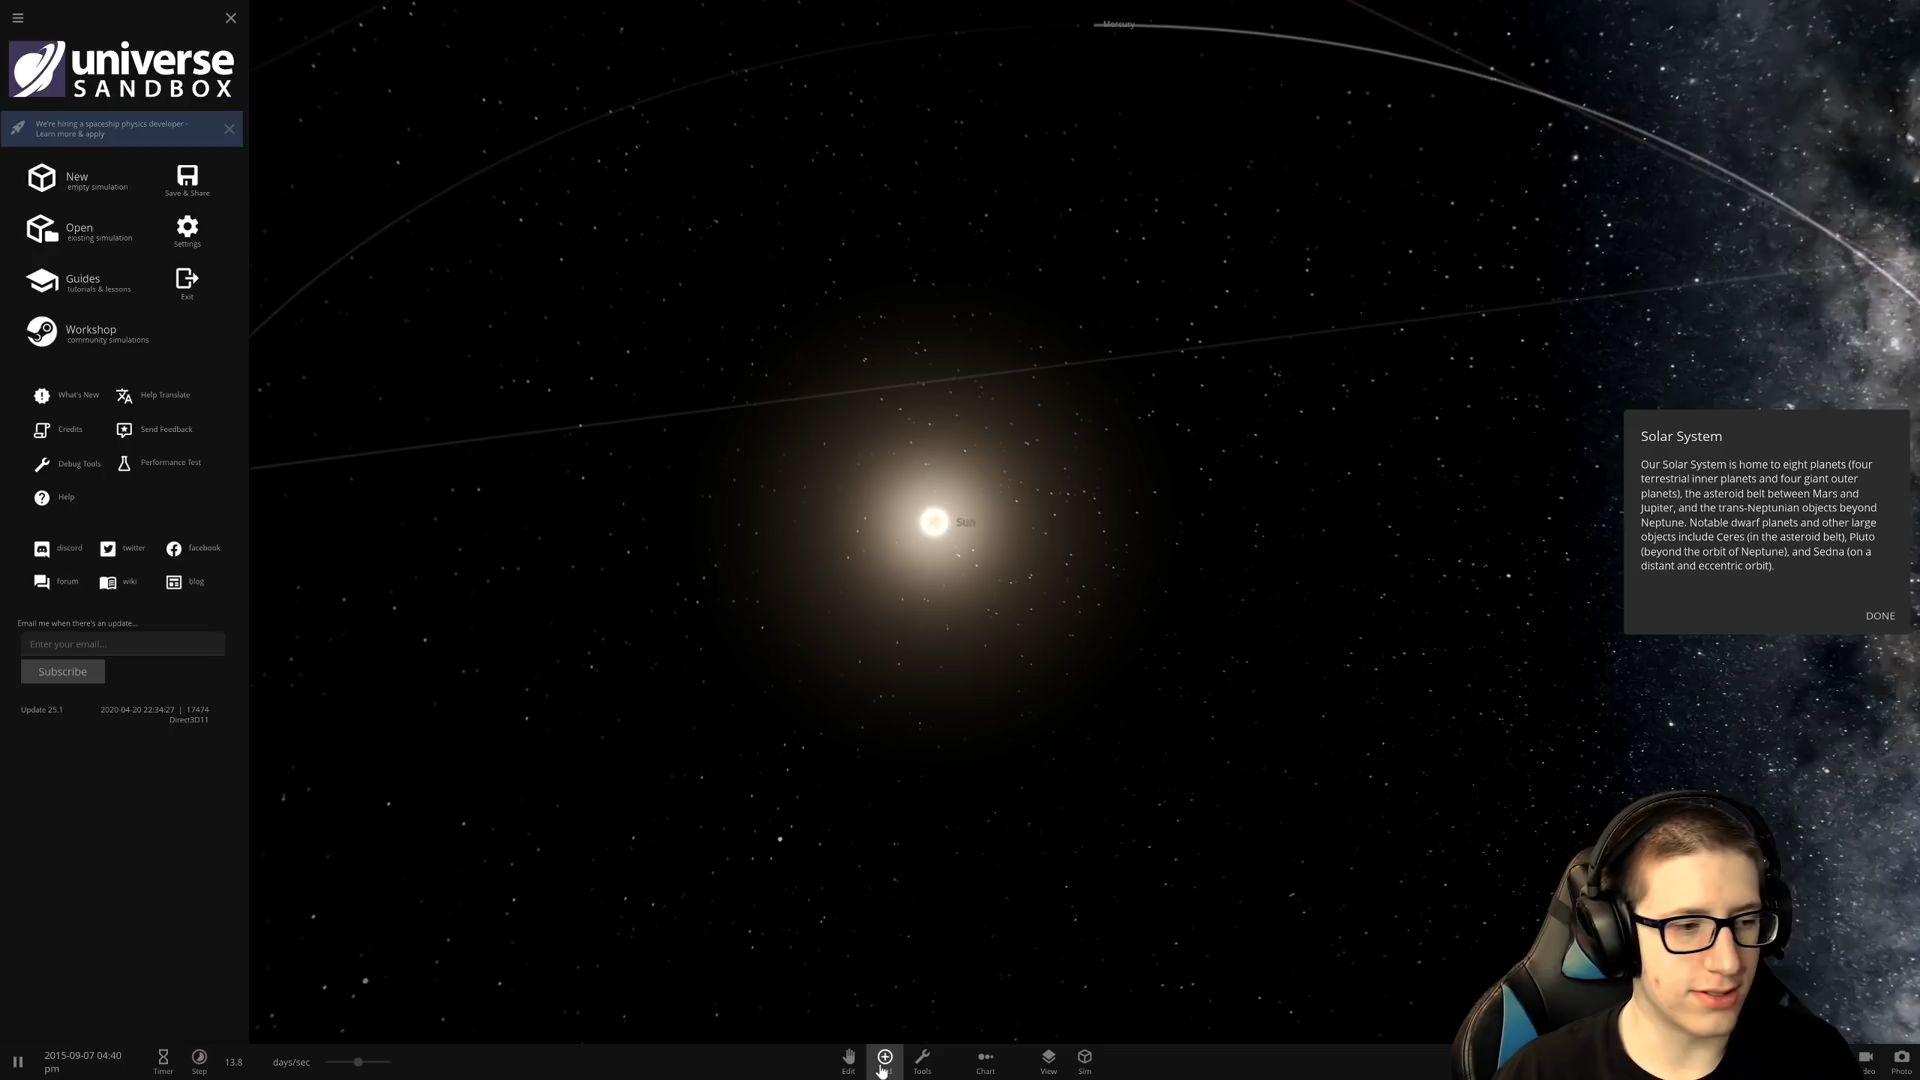 Mercury
universe
SANDBOX
We're hiring a spaceship physics developer -
Learn more & apply
New
empty simulation
Save & Share
Open
existing simulation
Settings
Guides
tutorials & lessons
Exit
Workshop
community simulations
What's New
Help Translate
Credits
Send Feedback
Debug Tools
Performance Test
Help
discord
twitter
facebook
forum
wiki
blog
Email me when there's an update...
Enter your email...
Subscribe
Update 25.1
2020-04-20 22:34:27 | 17474
Direct3D11
Sun
Solar System
Our Solar System is home to eight planets (four
terrestrial inner planets and four giant outer
planets), the asteroid belt between Mars and
Jupiter, and the trans-Neptunian objects beyond
Neptune. Notable dwarf planets and other large
objects include Ceres (in the asteroid belt), Pluto
(beyond the orbit of Neptune), and Sedna (on a
distant and eccentric orbit).
DONE
2015-09-07 04:40
pm
Timer
Step
13.8
days/sec
Edit
Tools
Chart
View
Sim
Photo